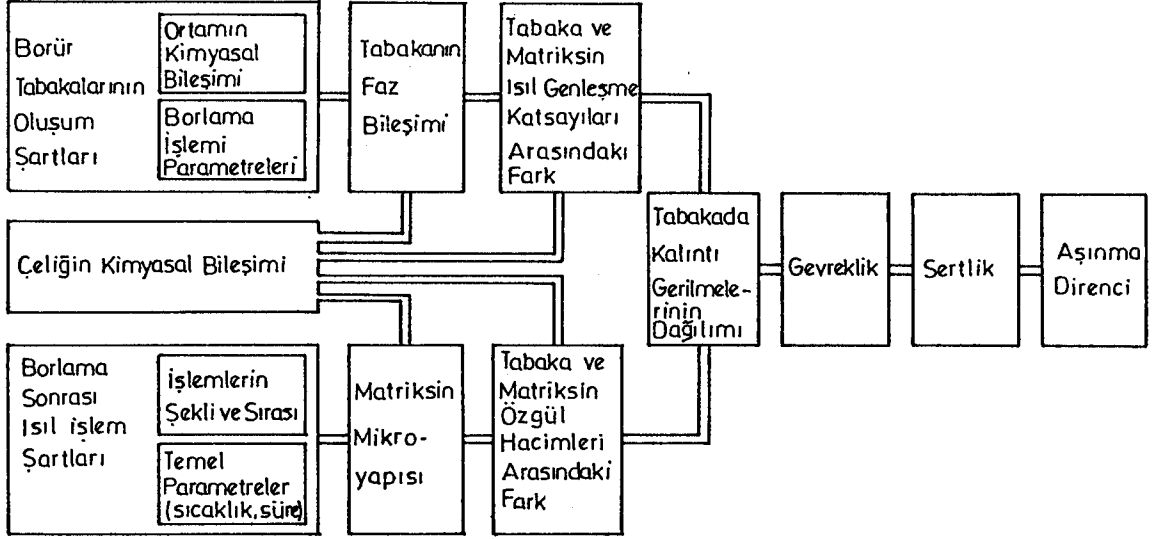 Borür
Tabakalarının
Oluşum
Şartları
Ortamın
Kimyasal
Bileşimi
Borlama
İşlemi
Parametreleri
Tabakanın
Faz
Bileşimi
Tabaka ve
Matriksin
Isıl Genleşme
Katsayıları
Arasındaki
Fark
Çeliğin Kimyasal Bileşimi
Borlama
Sonrası
Isıl işlem
Şartları
İşlemlerin
Şekli ve Sırası
Temel
Parametreler
(sıcaklık, süre)
Matriksin
Mikro-
yapısı
Tabaka ve
Matriksin
Özgül
Hacimleri
Arasındaki
Fark
Tabakada
Kalıntı
Gerilmele-
rinin
Dağılımı
Gevreklik
Sertlik
Aşınma
Direnci